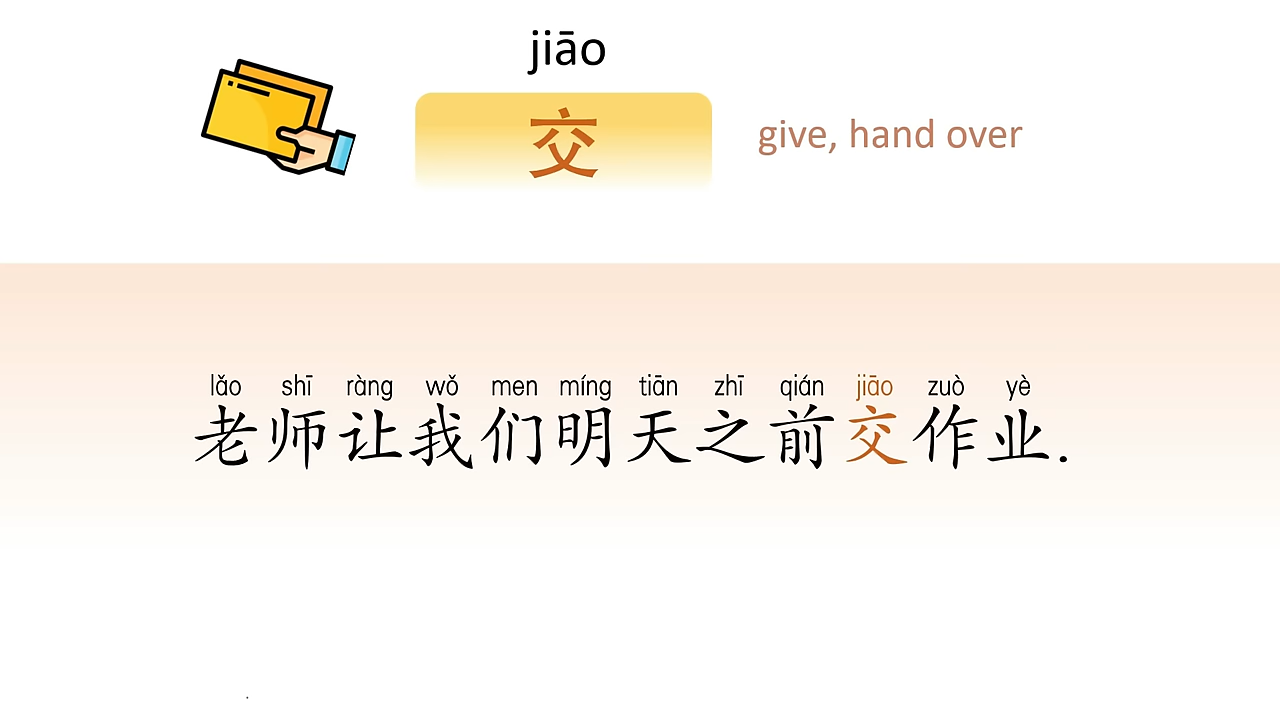 jiāo
交
give, hand over
lǎo shī ràng wǒ men míng tiān zhī qián jiāo zuò yè
老师让我们明天之前交作业.